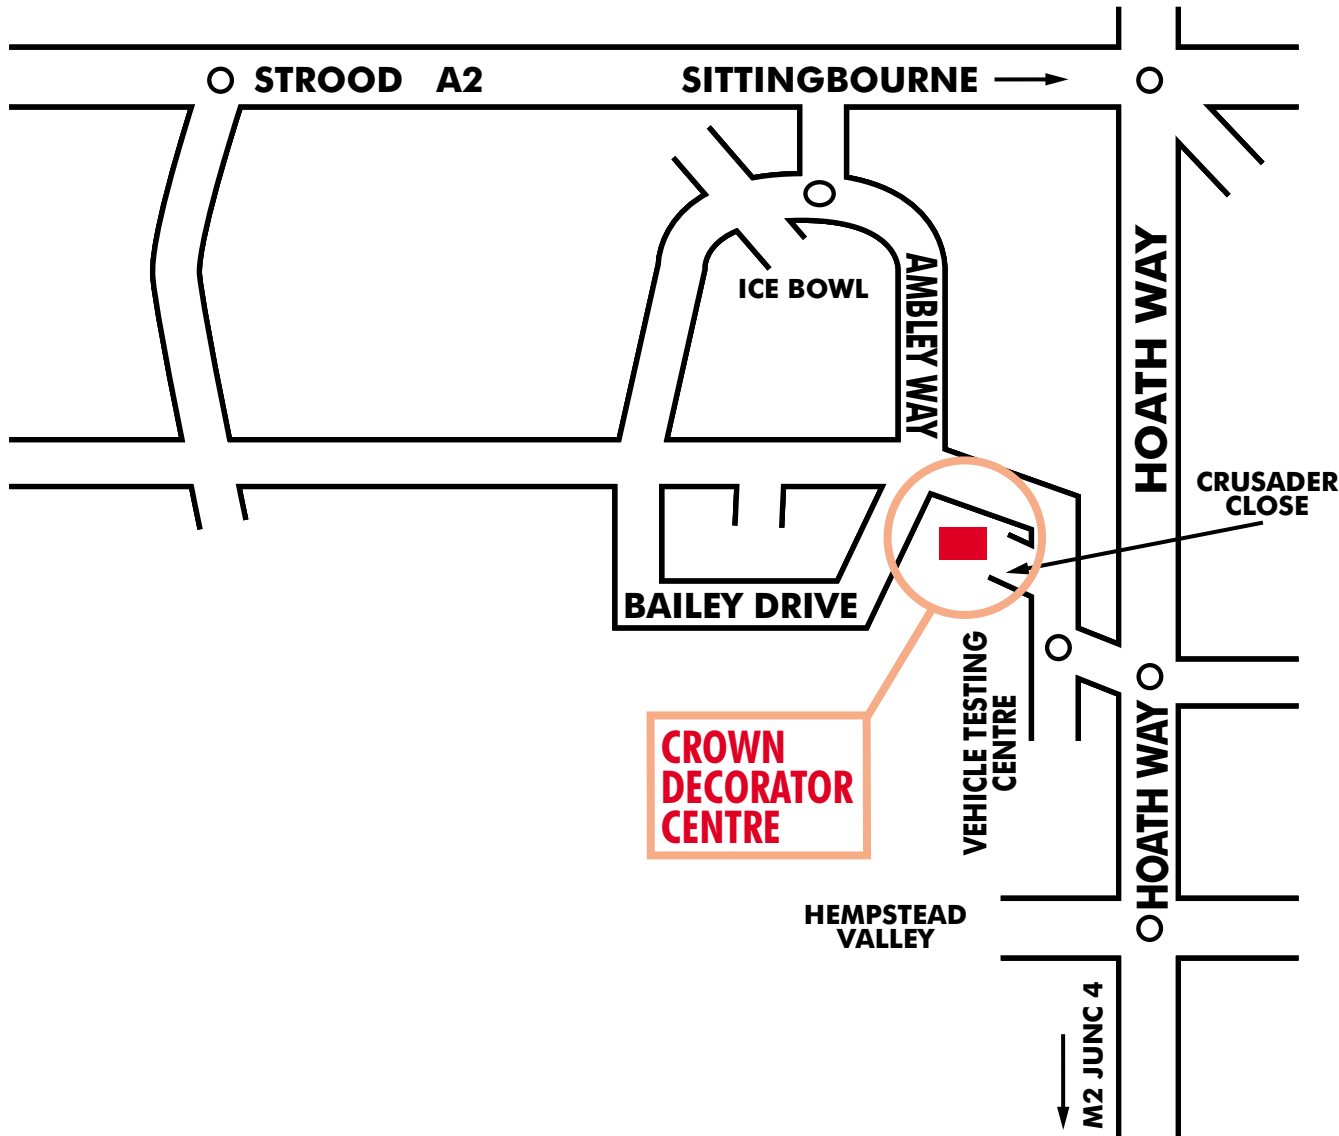 STROOD A2
SITTINGBOURNE
ICE BOWL
AMBLEY WAY
HOATH WAY
CRUSADER
CLOSE
BAILEY DRIVE
VEHICLE TESTING
CENTRE
CROWN
DECORATOR
CENTRE
HOATH WAY
HEMPSTEAD
VALLEY
M2 JUNC 4